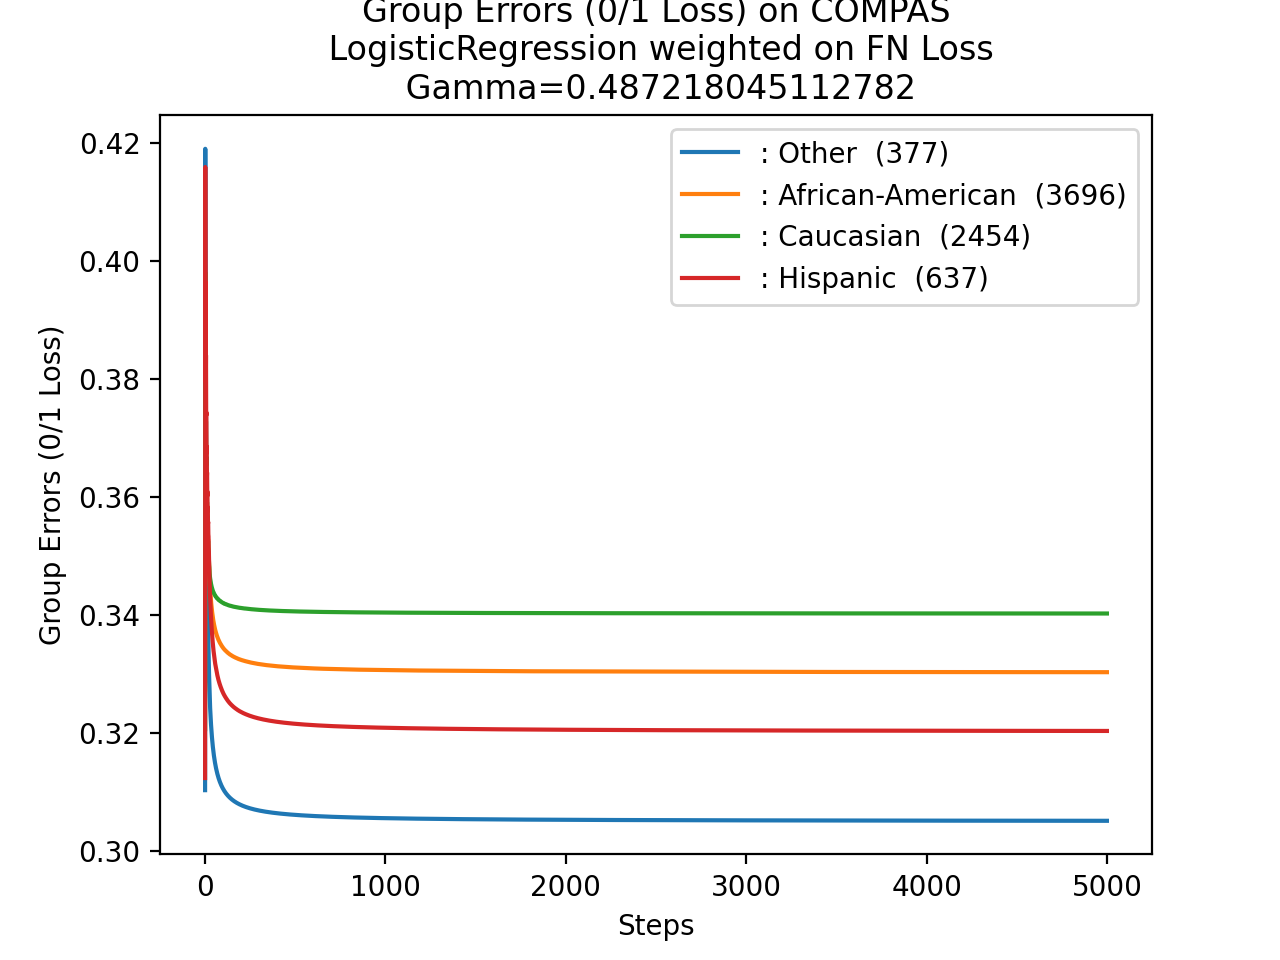 Group Errors (0/1 Loss) on COMPAS
LogisticRegression weighted on FN Loss
Gamma=0.487218045112782
0.42
0.40
0.38
0.36
0.34
0.32
0.30
Group Errors (0/1 Loss)
: Other (377)
: African-American (3696)
: Caucasian (2454)
: Hispanic (637)
0 1000 2000 3000 4000 5000
Steps